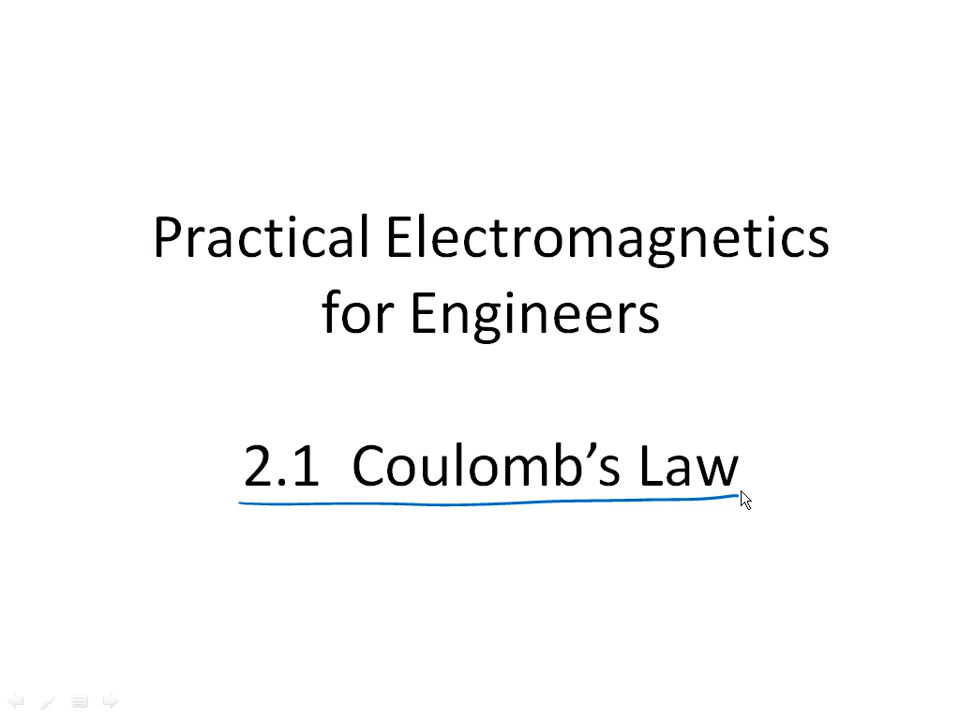 Practical Electromagnetics
for Engineers
2.1 Coulomb’s Law